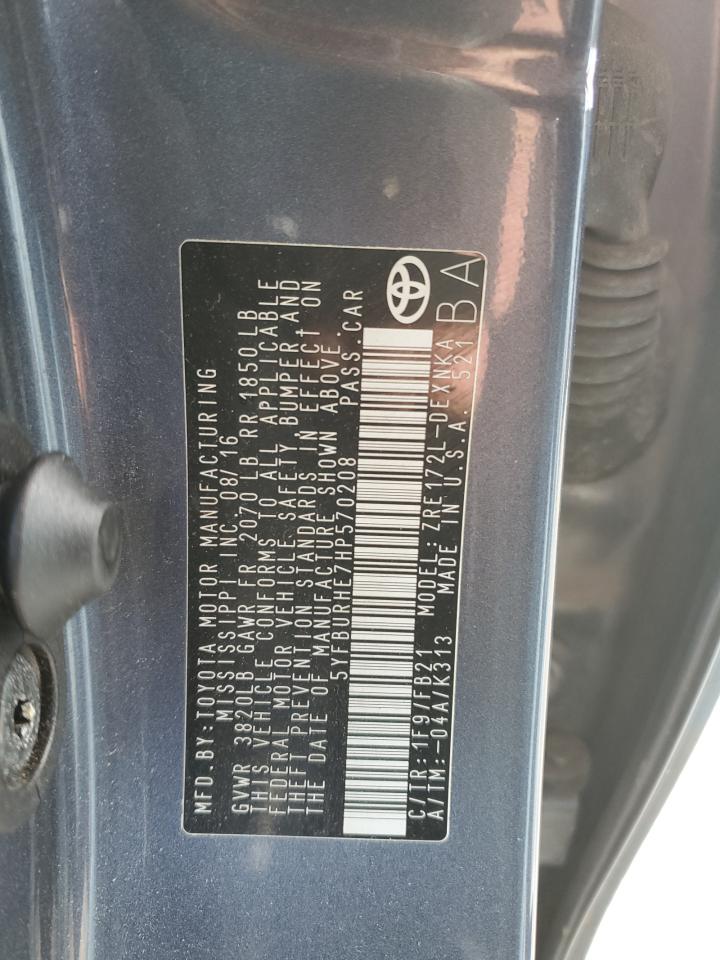 MFD. BY: TOYOTA MOTOR MANUFACTURING
MISSISSIPPI INC. 08/16
GVWR 3820LB GAWR FR 2070 LB RR 1850 LB
THIS VEHICLE CONFORMS TO ALL APPLICABLE
FEDERAL MOTOR VEHICLE SAFETY, BUMPER, AND
THEFT PREVENTION STANDARDS IN EFFECT ON
THE DATE OF MANUFACTURE SHOWN ABOVE.
5YFBURHE7HP570208 PASS. CAR
C/TR: 1F9/FB21 MODEL: ZRE172L-DEXNKA
A/TM: -04A/K313 MADE IN U.S.A. 521
BA